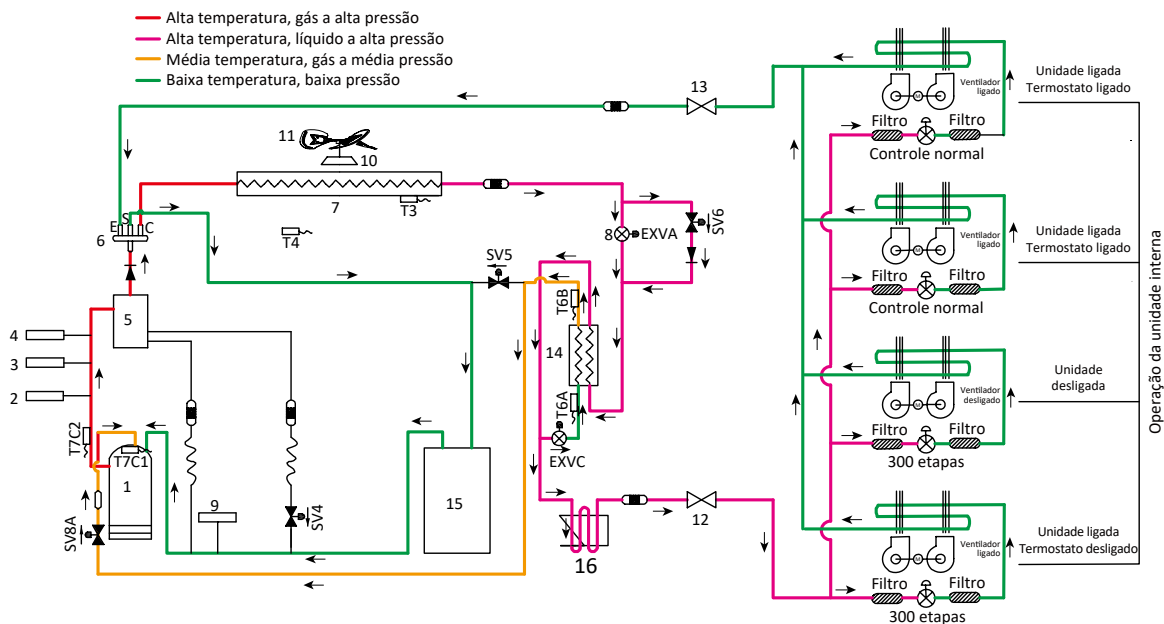 Alta temperatura, gás a alta pressão
Alta temperatura, líquido a alta pressão
Média temperatura, gás a média pressão
Baixa temperatura, baixa pressão
13
11
10
7
T3
T4
E S C
6
5
4
3
2
T7C2
T7C1
1
SV8A
9
SV4
15
SV5
8
EXVA
SV6
T6B
14
T6A
EXVC
16
12
Ventilador
ligado
M
Filtro
Filtro
Controle normal
Unidade ligada
Termostato ligado
Ventilador
ligado
M
Filtro
Filtro
Controle normal
Unidade ligada
Termostato ligado
Ventilador
desligado
M
Filtro
Filtro
300 etapas
Unidade
desligada
Ventilador
ligado
M
Filtro
Filtro
300 etapas
Unidade ligada
Termostato desligado
Operação da unidade interna